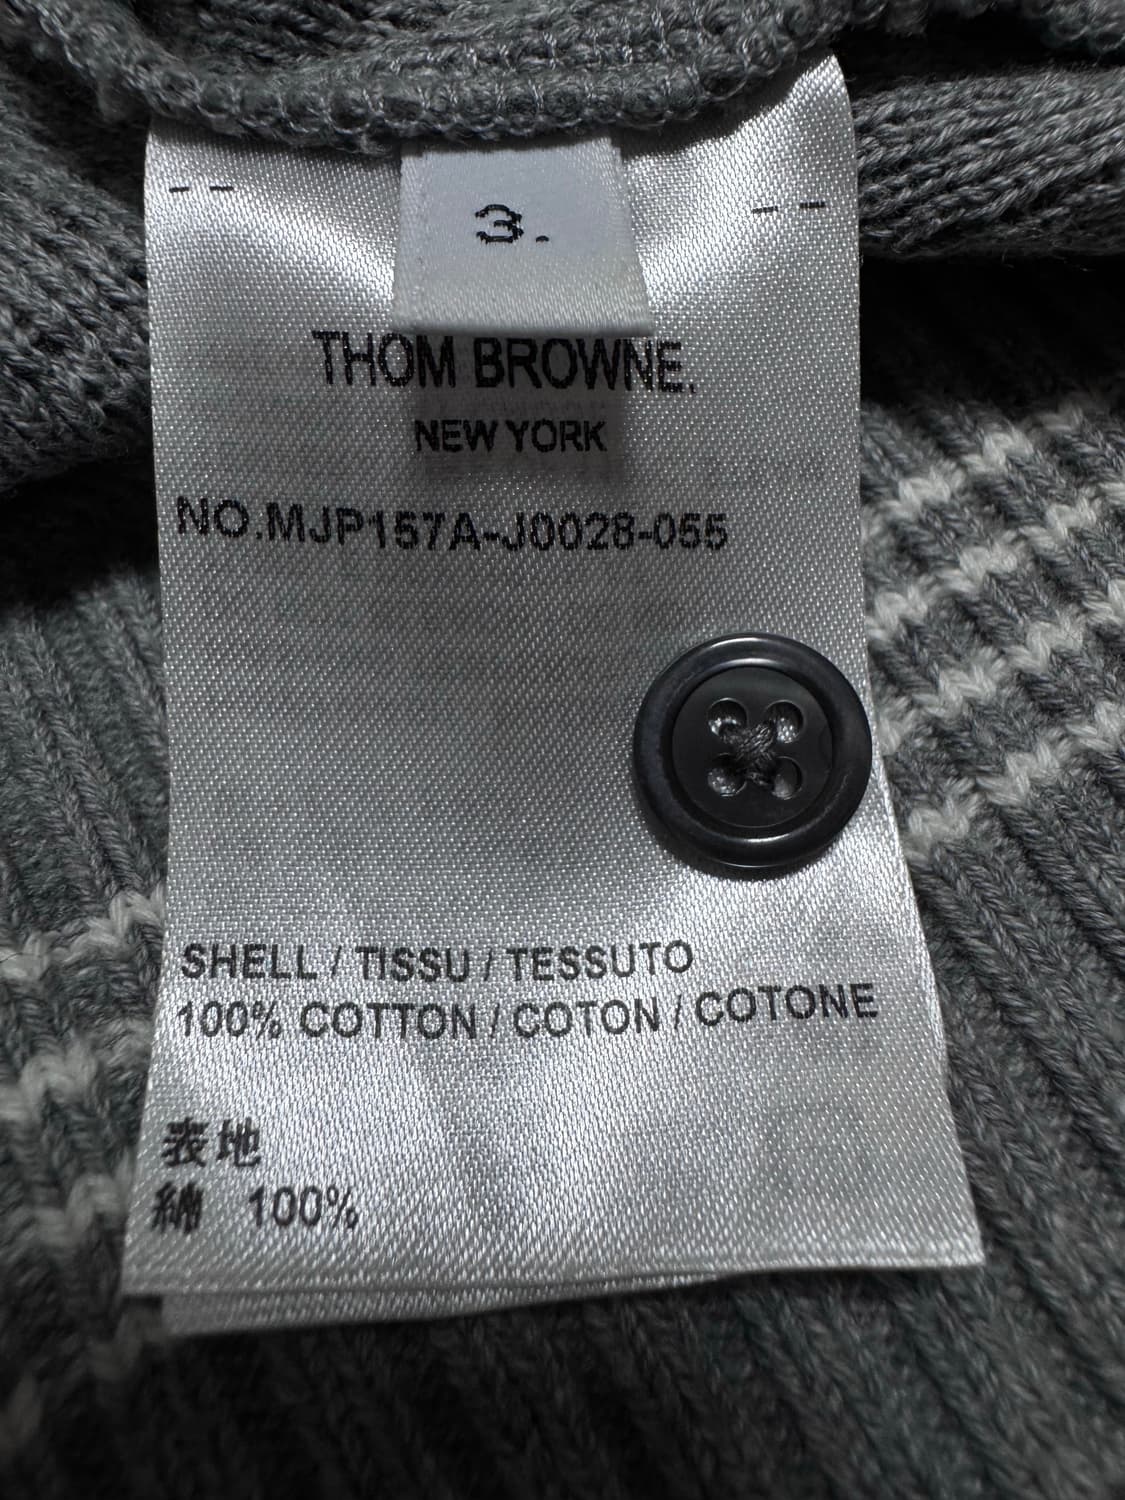 3.
THOM BROWNE.
NEW YORK
NO.MJP157A-J0028-055
SHELL / TISSU / TESSUTO
100% COTTON / COTON / COTONE
表地
綿 100%